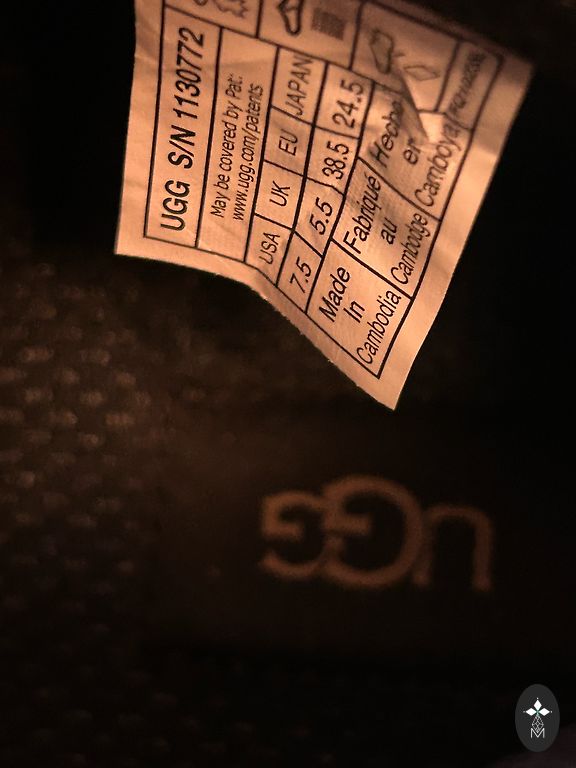 UGG S/N 1130772
May be covered by Pat:
www.ugg.com/patents
USA UK EU JAPAN
7.5 5.5 38.5 24.5
Made Fabriqué Hecho
In au en
Cambodia Cambodge Camboya
UGG
M